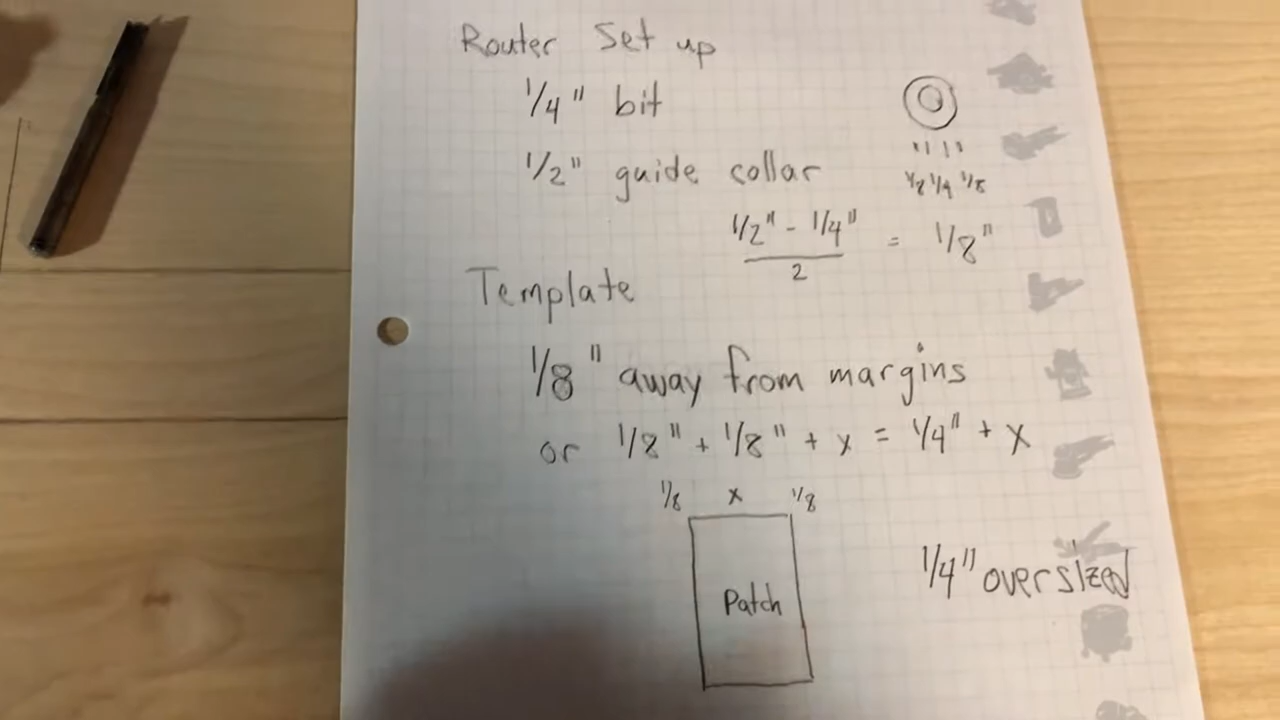 Router Set up
1/4" bit
1/2" guide collar
1/8 1/4 1/8
1/2" - 1/4" = 1/8"
2
Template
1/8" away from margins
or 1/8" + 1/8" + x = 1/4" + x
1/8 x 1/8
Patch
1/4" oversized